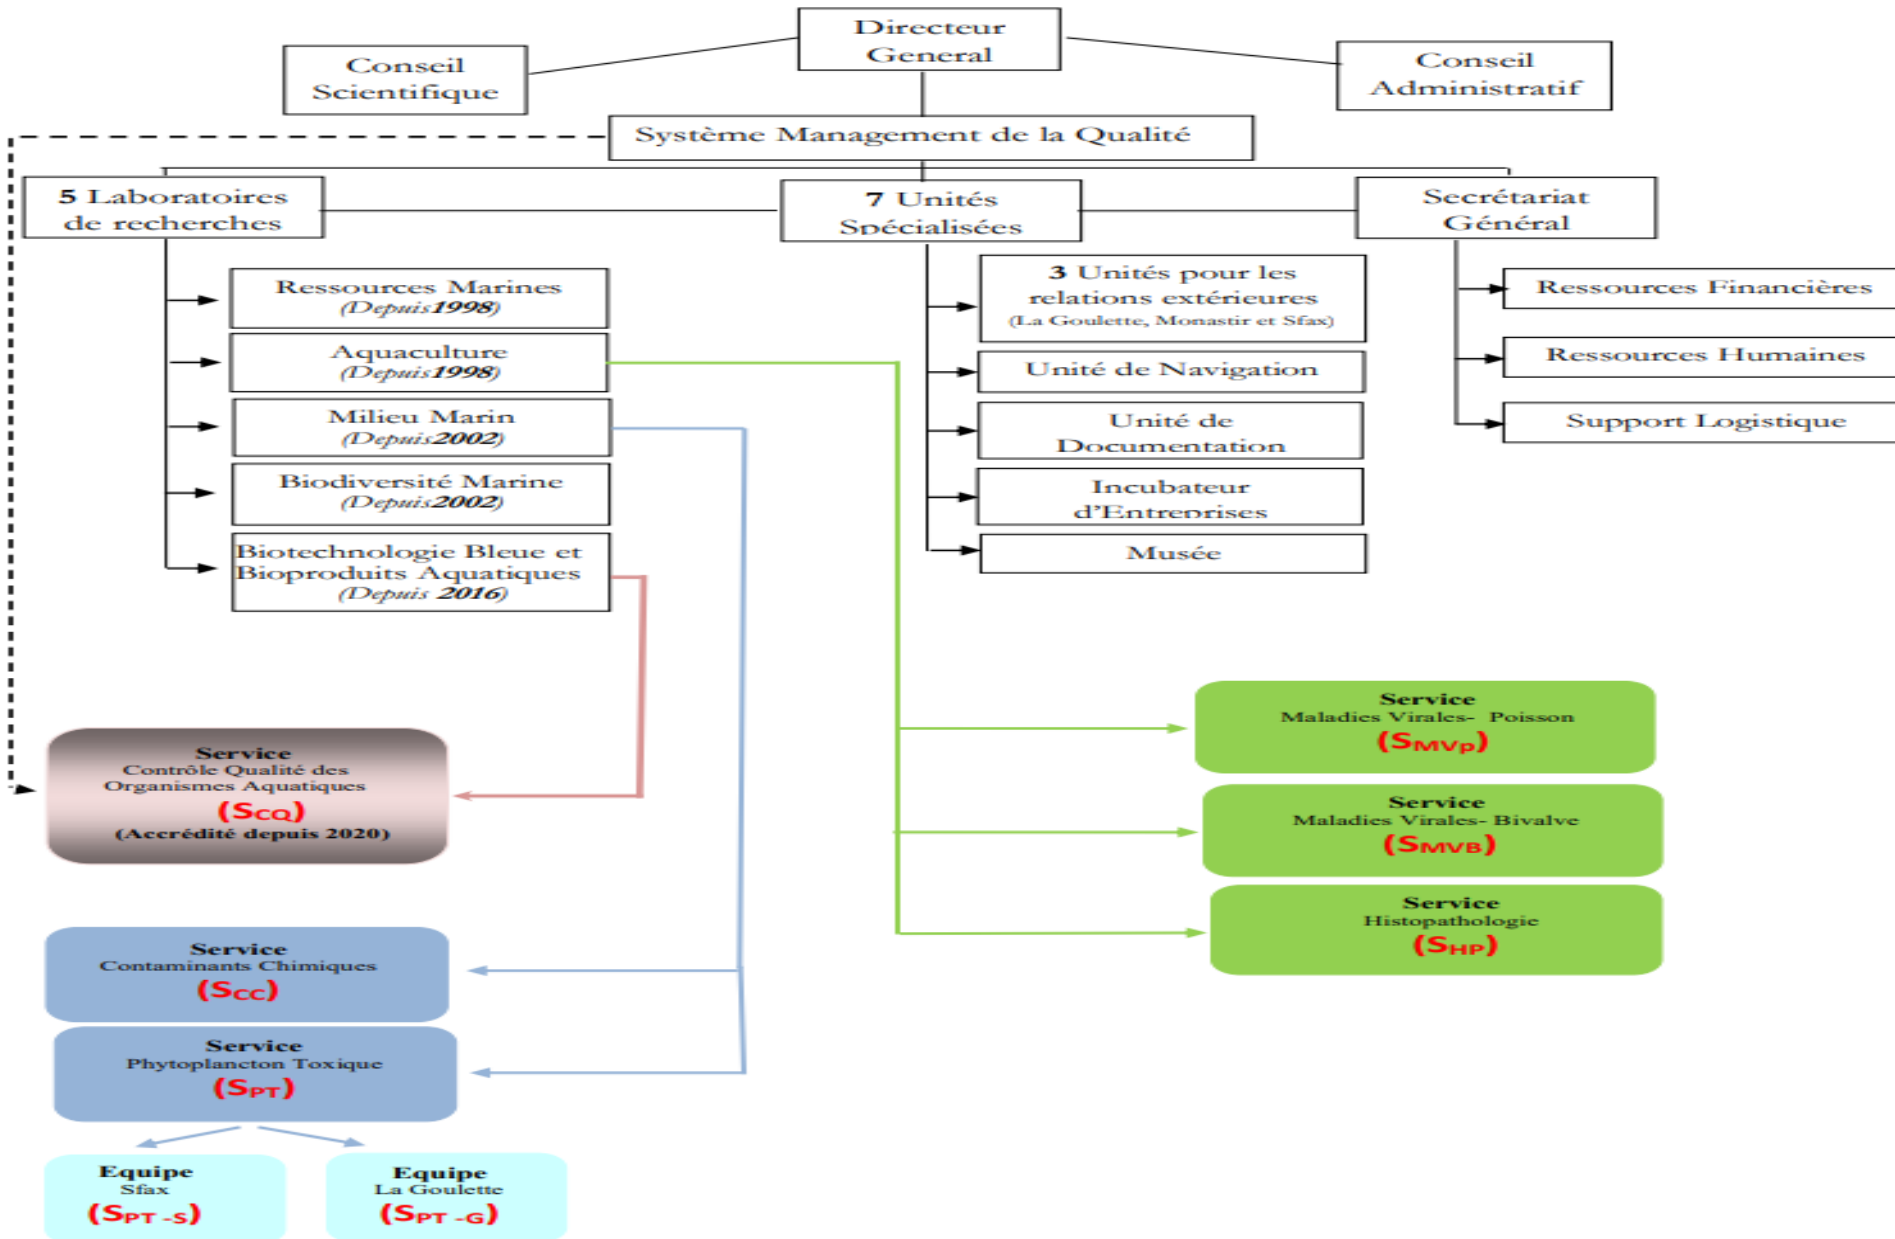 Directeur
General
Conseil
Scientifique
Conseil
Administratif
Système Management de la Qualité
5 Laboratoires
de recherches
7 Unités
Spécialisées
Secrétariat
Général
Ressources Marines
(Depuis1998)
Aquaculture
(Depuis1998)
Milieu Marin
(Depuis2002)
Biodiversité Marine
(Depuis2002)
Biotechnologie Bleue et
Bioproduits Aquatiques
(Depuis 2016)
3 Unités pour les
relations extérieures
(La Goulette, Monastir et Sfax)
Unité de Navigation
Unité de
Documentation
Incubateur
d'Entreprises
Musée
Ressources Financières
Ressources Humaines
Support Logistique
Service
Contrôle Qualité des
Organismes Aquatiques
(SCQ)
(Accrédité depuis 2020)
Service
Contaminants Chimiques
(SCC)
Service
Phytoplancton Toxique
(SPT)
Equipe
Sfax
(SPT -S)
Equipe
La Goulette
(SPT -G)
Service
Maladies Virales- Poisson
(SMVp)
Service
Maladies Virales- Bivalve
(SMVB)
Service
Histopathologie
(SHP)